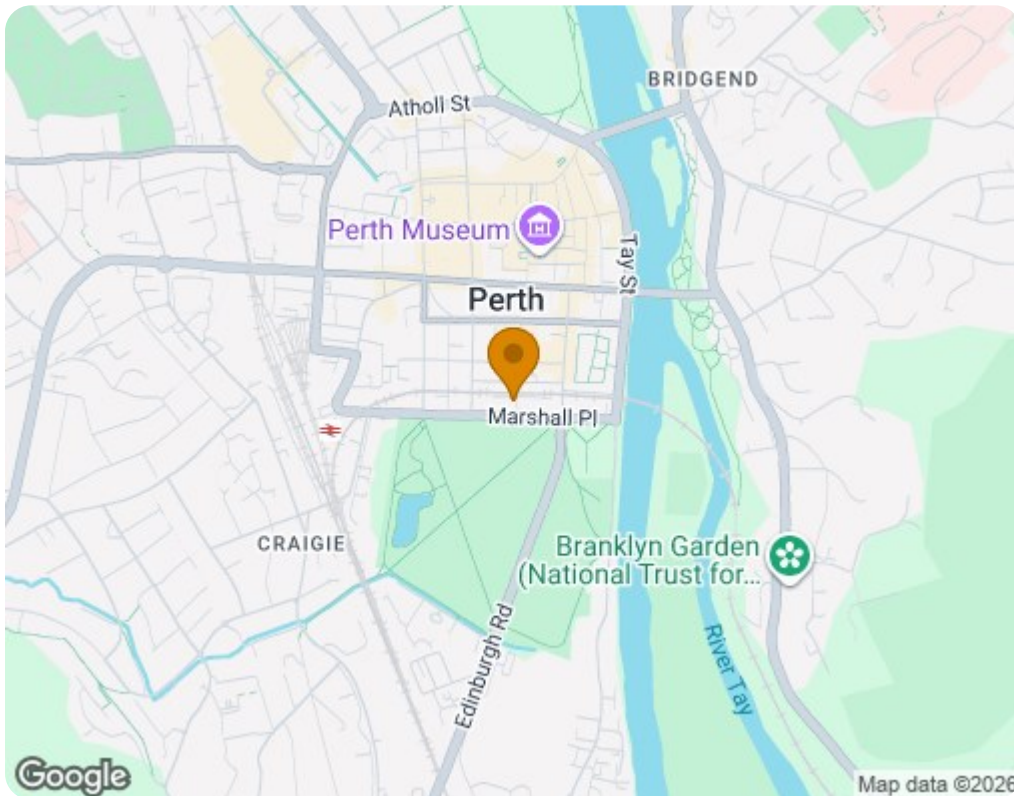 BRIDGEND
Atholl St
Perth Museum
Tay St
Perth
Marshall Pl
CRAIGIE
Branklyn Garden
(National Trust for...
Edinburgh Rd
River Tay
Google
Map data ©2026